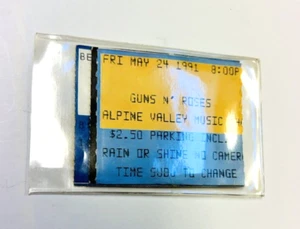 BE
FRI MAY 24 1991 8:00P
GUNS N' ROSES
ALPINE VALLEY MUSIC
$2.50 PARKING INCL
RAIN OR SHINE NO CAMER
TIME SUBJ TO CHANGE